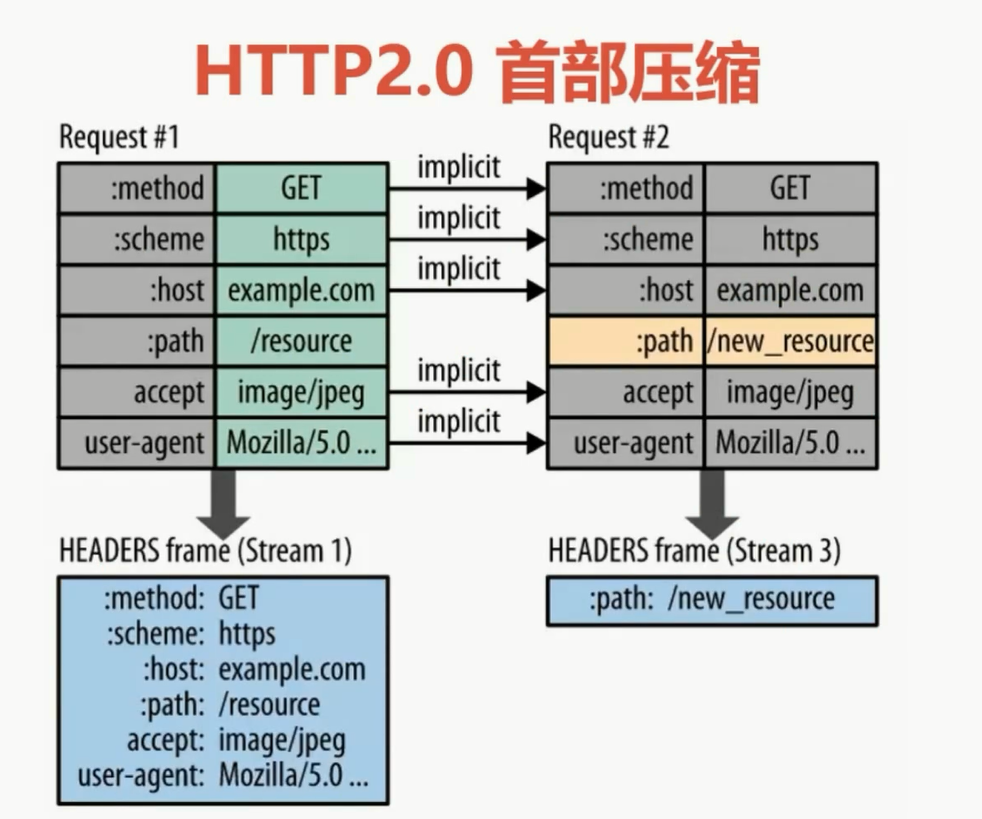 HTTP2.0 首部压缩
Request #1
Request #2
:method GET
implicit
:method GET
:scheme https
implicit
:scheme https
:host example.com
implicit
:host example.com
:path /resource
:path /new_resource
accept image/jpeg
implicit
accept image/jpeg
user-agent Mozilla/5.0 ...
implicit
user-agent Mozilla/5.0 ...
HEADERS frame (Stream 1)
:method: GET
:scheme: https
:host: example.com
:path: /resource
accept: image/jpeg
user-agent: Mozilla/5.0 ...
HEADERS frame (Stream 3)
:path: /new_resource